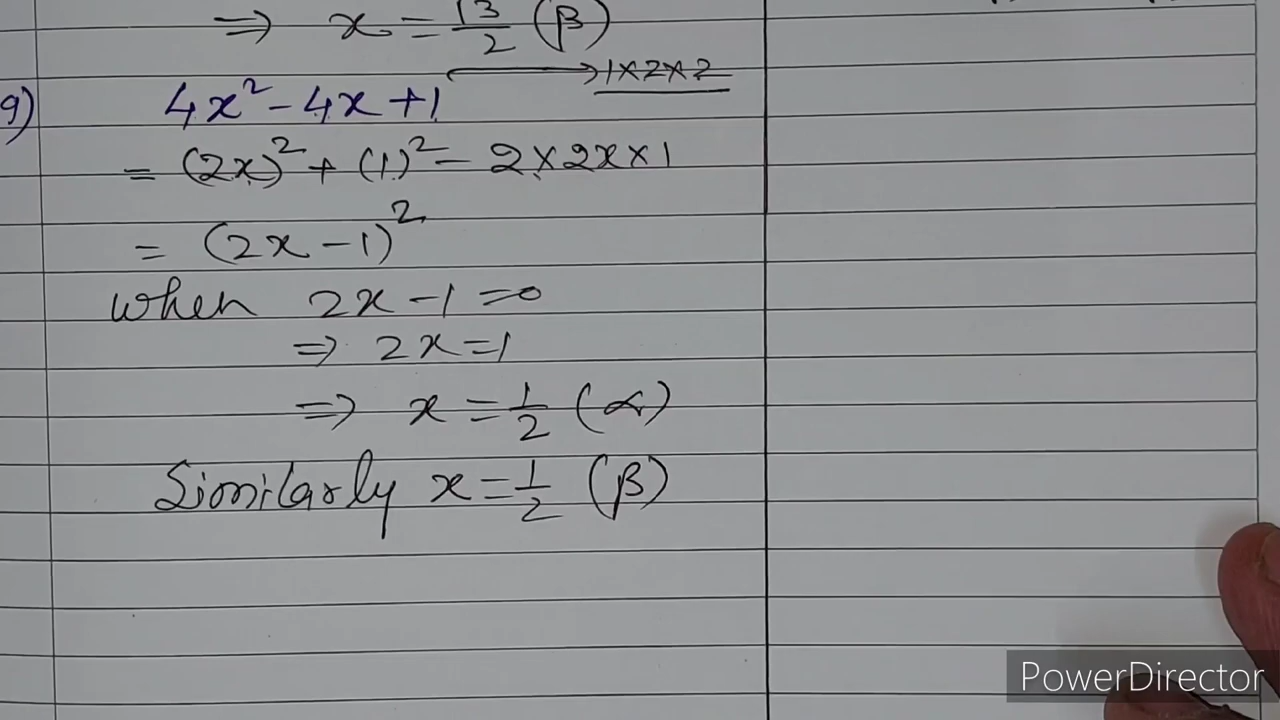 ⇒ x = 13/2 (β)
→ 1×2×2
9) 4x² - 4x + 1
= (2x)² + (1)² - 2×2x×1
= (2x - 1)²
when 2x - 1 = 0
⇒ 2x = 1
⇒ x = 1/2 (α)
Similarly x = 1/2 (β)
PowerDirector